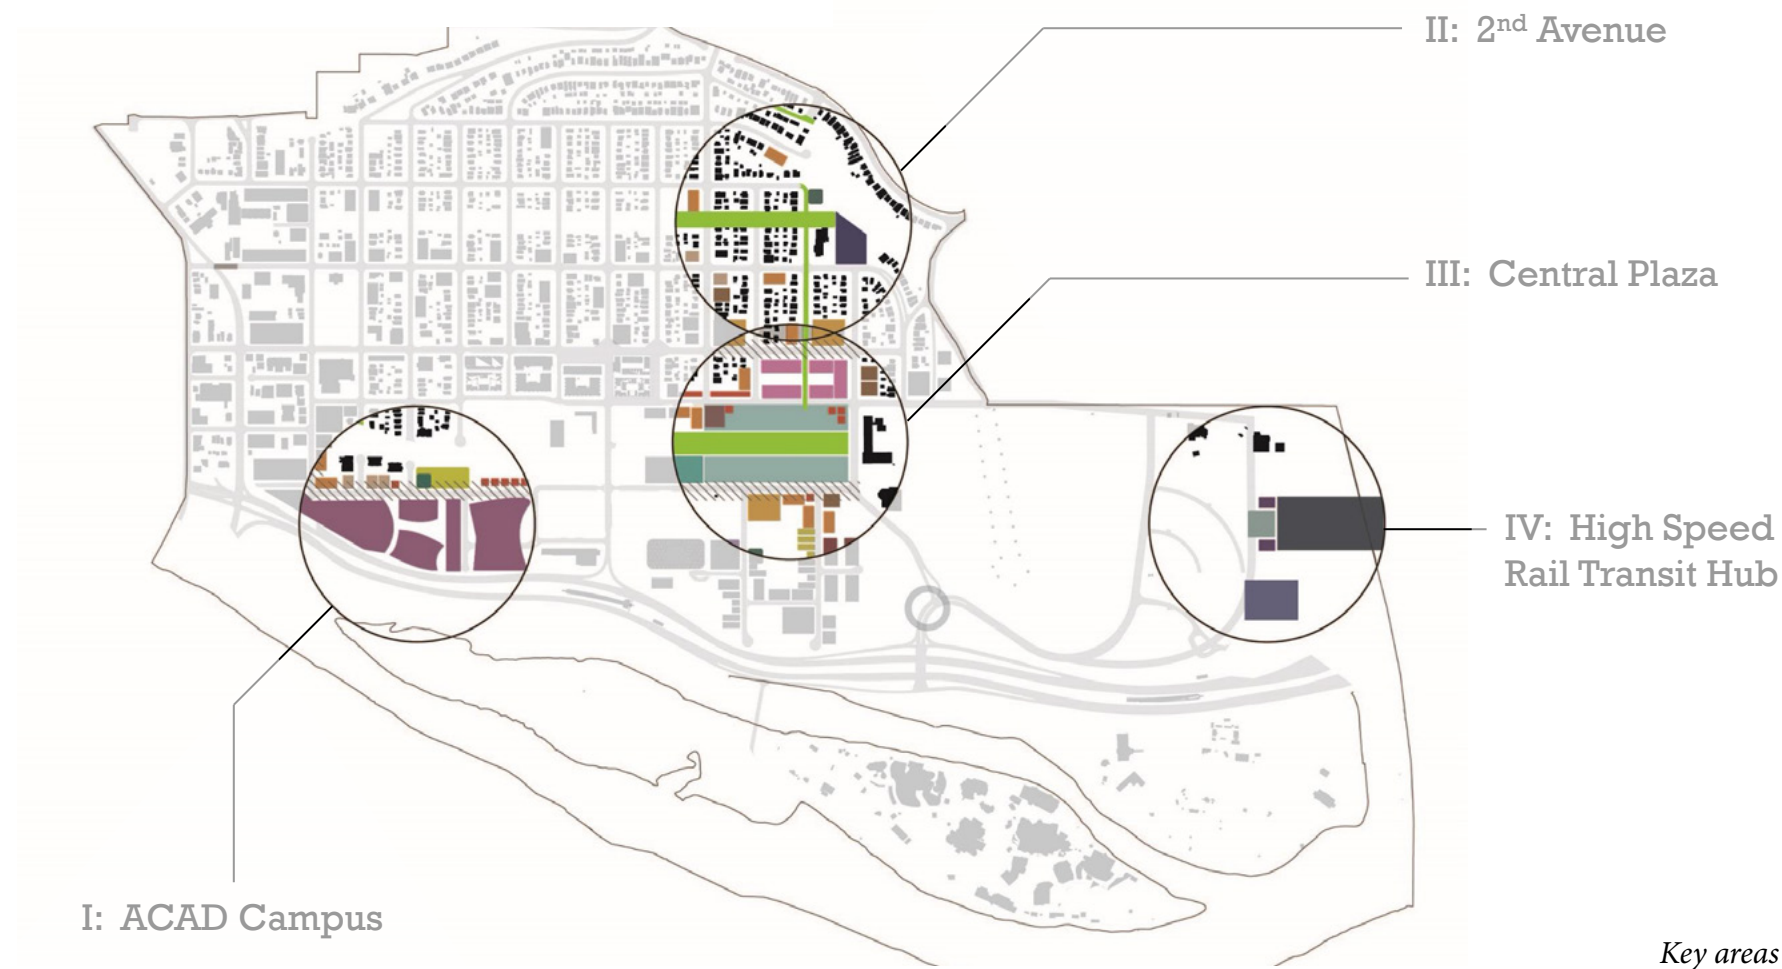 II: 2nd Avenue
III: Central Plaza
IV: High Speed
Rail Transit Hub
I: ACAD Campus
Key areas